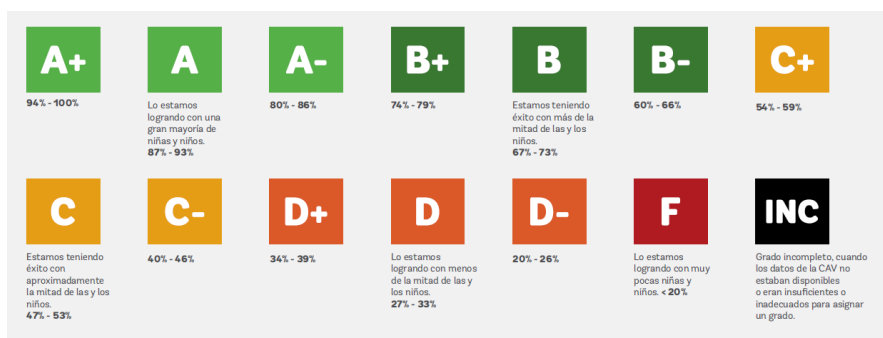 A+
94% - 100%
A
Lo estamos
logrando con una
gran mayoría de
niñas y niños.
87% - 93%
A-
80% - 86%
B+
74% - 79%
B
Estamos teniendo
éxito con más de la
mitad de las y los
niños.
67% - 73%
B-
60% - 66%
C+
54% - 59%
C
Estamos teniendo
éxito con
aproximadamente
la mitad de las y los
niños.
47% - 53%
C-
40% - 46%
D+
34% - 39%
D
Lo estamos
logrando con menos
de la mitad de las y
los niños.
27% - 33%
D-
20% - 26%
F
Lo estamos
logrando con muy
pocas niñas y
niños. < 20%
INC
Grado incompleto, cuando
los datos de la CAV no
estaban disponibles
o eran insuficientes o
inadecuados para asignar
un grado.